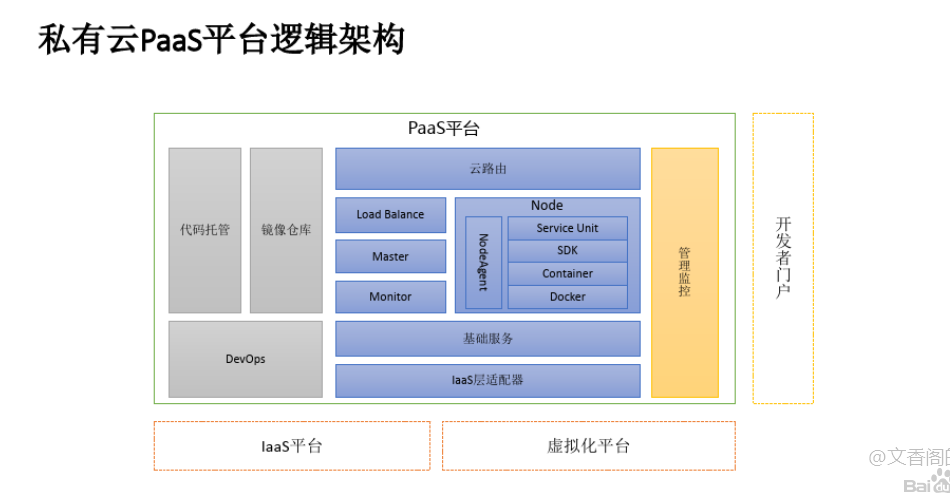 私有云PaaS平台逻辑架构
PaaS平台
代码托管
镜像仓库
DevOps
云路由
Load Balance
Master
Monitor
Node
NodeAgent
Service Unit
SDK
Container
Docker
基础服务
IaaS层适配器
管理监控
开发者门户
IaaS平台
虚拟化平台
@文香阁的
Bai